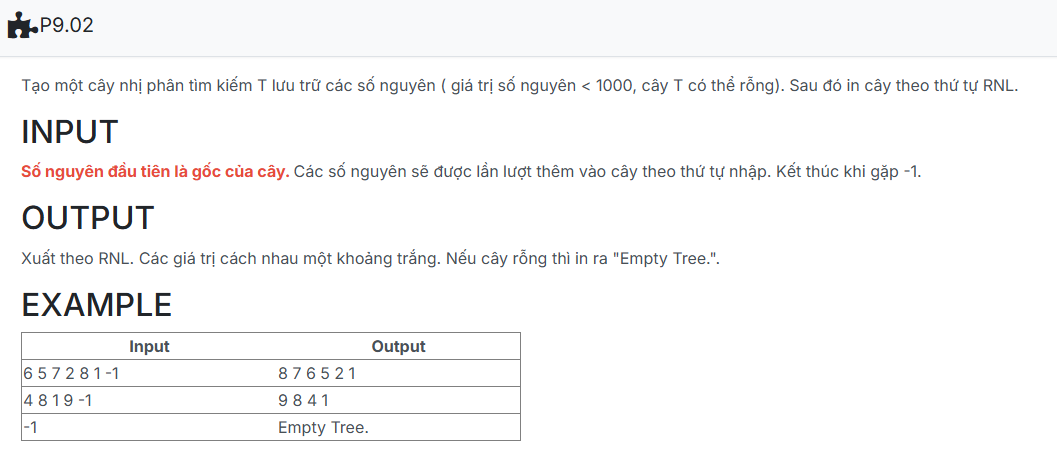 P9.02
Tạo một cây nhị phân tìm kiếm T lưu trữ các số nguyên ( giá trị số nguyên < 1000, cây T có thể rỗng). Sau đó in cây theo thứ tự RNL.
INPUT
Số nguyên đầu tiên là gốc của cây. Các số nguyên sẽ được lần lượt thêm vào cây theo thứ tự nhập. Kết thúc khi gặp -1.
OUTPUT
Xuất theo RNL. Các giá trị cách nhau một khoảng trắng. Nếu cây rỗng thì in ra "Empty Tree.".
EXAMPLE
Input Output
6 5 7 2 8 1 -1 8 7 6 5 2 1
4 8 1 9 -1 9 8 4 1
-1 Empty Tree.